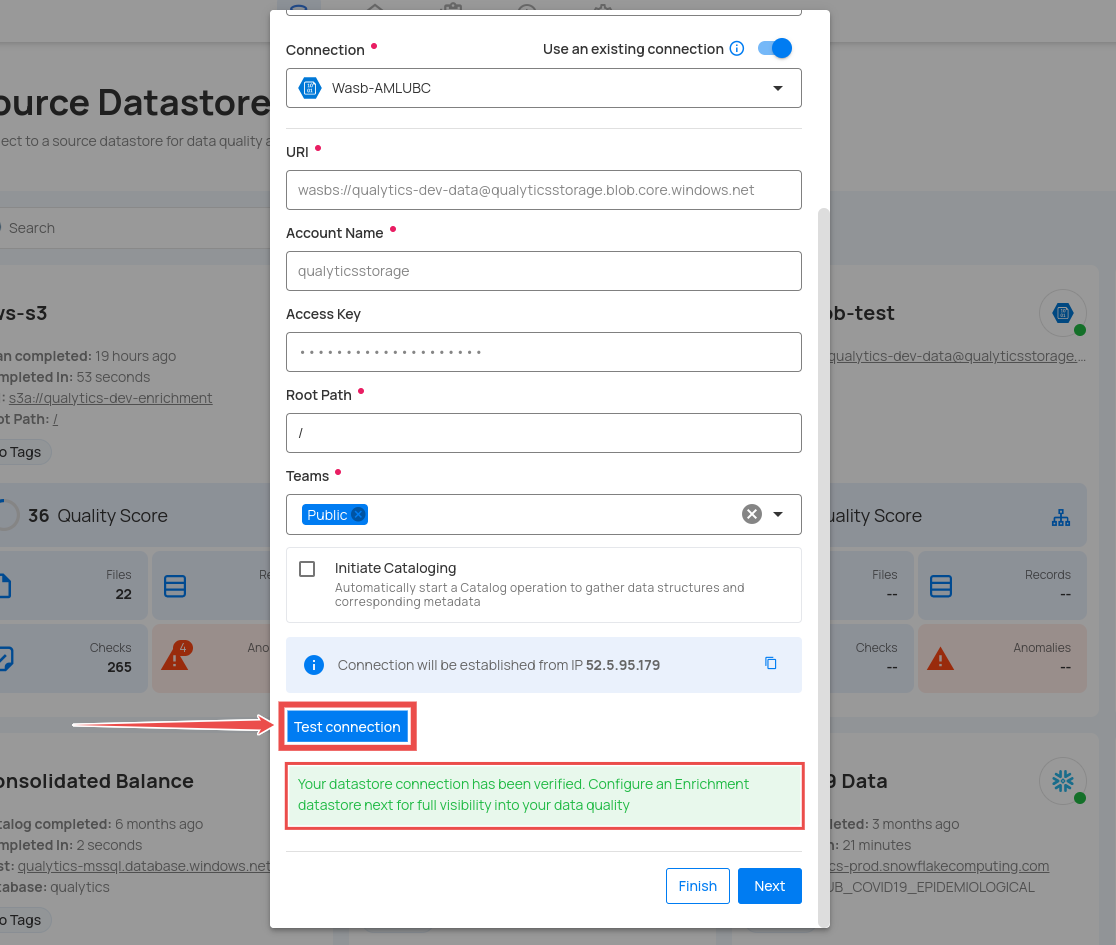 Connection
Use an existing connection
Wasb-AMLUBC
ource Datastore
ect to a source datastore for data quality a
URI
wasbs://qualytics-dev-data@qualyticsstorage.blob.core.windows.net
Search
Account Name
qualyticsstorage
Access Key
Root Path
/
Teams
Public
Initiate Cataloging
Automatically start a Catalog operation to gather data structures and
corresponding metadata
Connection will be established from IP 52.5.95.179
Test connection
Your datastore connection has been verified. Configure an Enrichment
datastore next for full visibility into your data quality
Finish
Next
ws-s3
an completed: 19 hours ago
mpleted In: 53 seconds
: s3a://qualytics-dev-enrichment
ot Path: /
o Tags
36 Quality Score
Files
22
Re
Checks
265
4
Ano
onsolidated Balance
talog completed: 6 months ago
mpleted In: 2 seconds
st: qualytics-mssql.database.windows.net
tabase: qualytics
o Tags
ob-test
qualytics-dev-data@qualyticsstorage....
uality Score
Files
--
Records
--
Checks
--
Anomalies
--
9 Data
leted: 3 months ago
n: 21 minutes
cs-prod.snowflakecomputing.com
UB_COVID19_EPIDEMIOLOGICAL